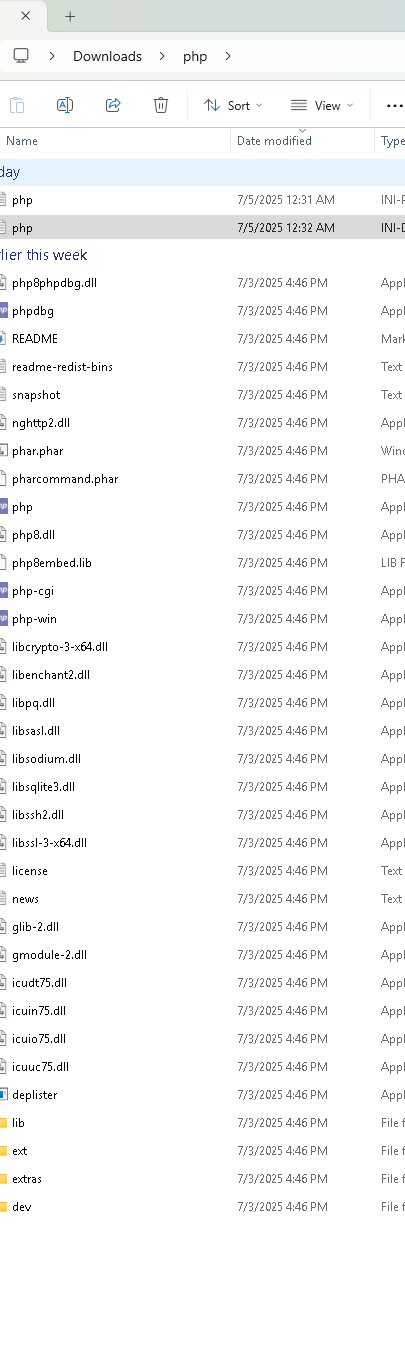 Downloads > php >
Sort View ...
Name Date modified Type
day
php 7/5/2025 12:31 AM INI-P
php 7/5/2025 12:32 AM INI-D
rlier this week
php8phpdbg.dll 7/3/2025 4:46 PM Appl
phpdbg 7/3/2025 4:46 PM Appl
README 7/3/2025 4:46 PM Mark
readme-redist-bins 7/3/2025 4:46 PM Text
snapshot 7/3/2025 4:46 PM Text
nghttp2.dll 7/3/2025 4:46 PM Appl
phar.phar 7/3/2025 4:46 PM Wind
pharcommand.phar 7/3/2025 4:46 PM PHA
php 7/3/2025 4:46 PM Appl
php8.dll 7/3/2025 4:46 PM Appl
php8embed.lib 7/3/2025 4:46 PM LIB F
php-cgi 7/3/2025 4:46 PM Appl
php-win 7/3/2025 4:46 PM Appl
libcrypto-3-x64.dll 7/3/2025 4:46 PM Appl
libenchant2.dll 7/3/2025 4:46 PM Appl
libpq.dll 7/3/2025 4:46 PM Appl
libsasl.dll 7/3/2025 4:46 PM Appl
libsodium.dll 7/3/2025 4:46 PM Appl
libsqlite3.dll 7/3/2025 4:46 PM Appl
libssh2.dll 7/3/2025 4:46 PM Appl
libssl-3-x64.dll 7/3/2025 4:46 PM Appl
license 7/3/2025 4:46 PM Text
news 7/3/2025 4:46 PM Text
glib-2.dll 7/3/2025 4:46 PM Appl
gmodule-2.dll 7/3/2025 4:46 PM Appl
icudt75.dll 7/3/2025 4:46 PM Appl
icuin75.dll 7/3/2025 4:46 PM Appl
icuio75.dll 7/3/2025 4:46 PM Appl
icuuc75.dll 7/3/2025 4:46 PM Appl
deplister 7/3/2025 4:46 PM Appl
lib 7/3/2025 4:46 PM File f
ext 7/3/2025 4:46 PM File f
extras 7/3/2025 4:46 PM File f
dev 7/3/2025 4:46 PM File f